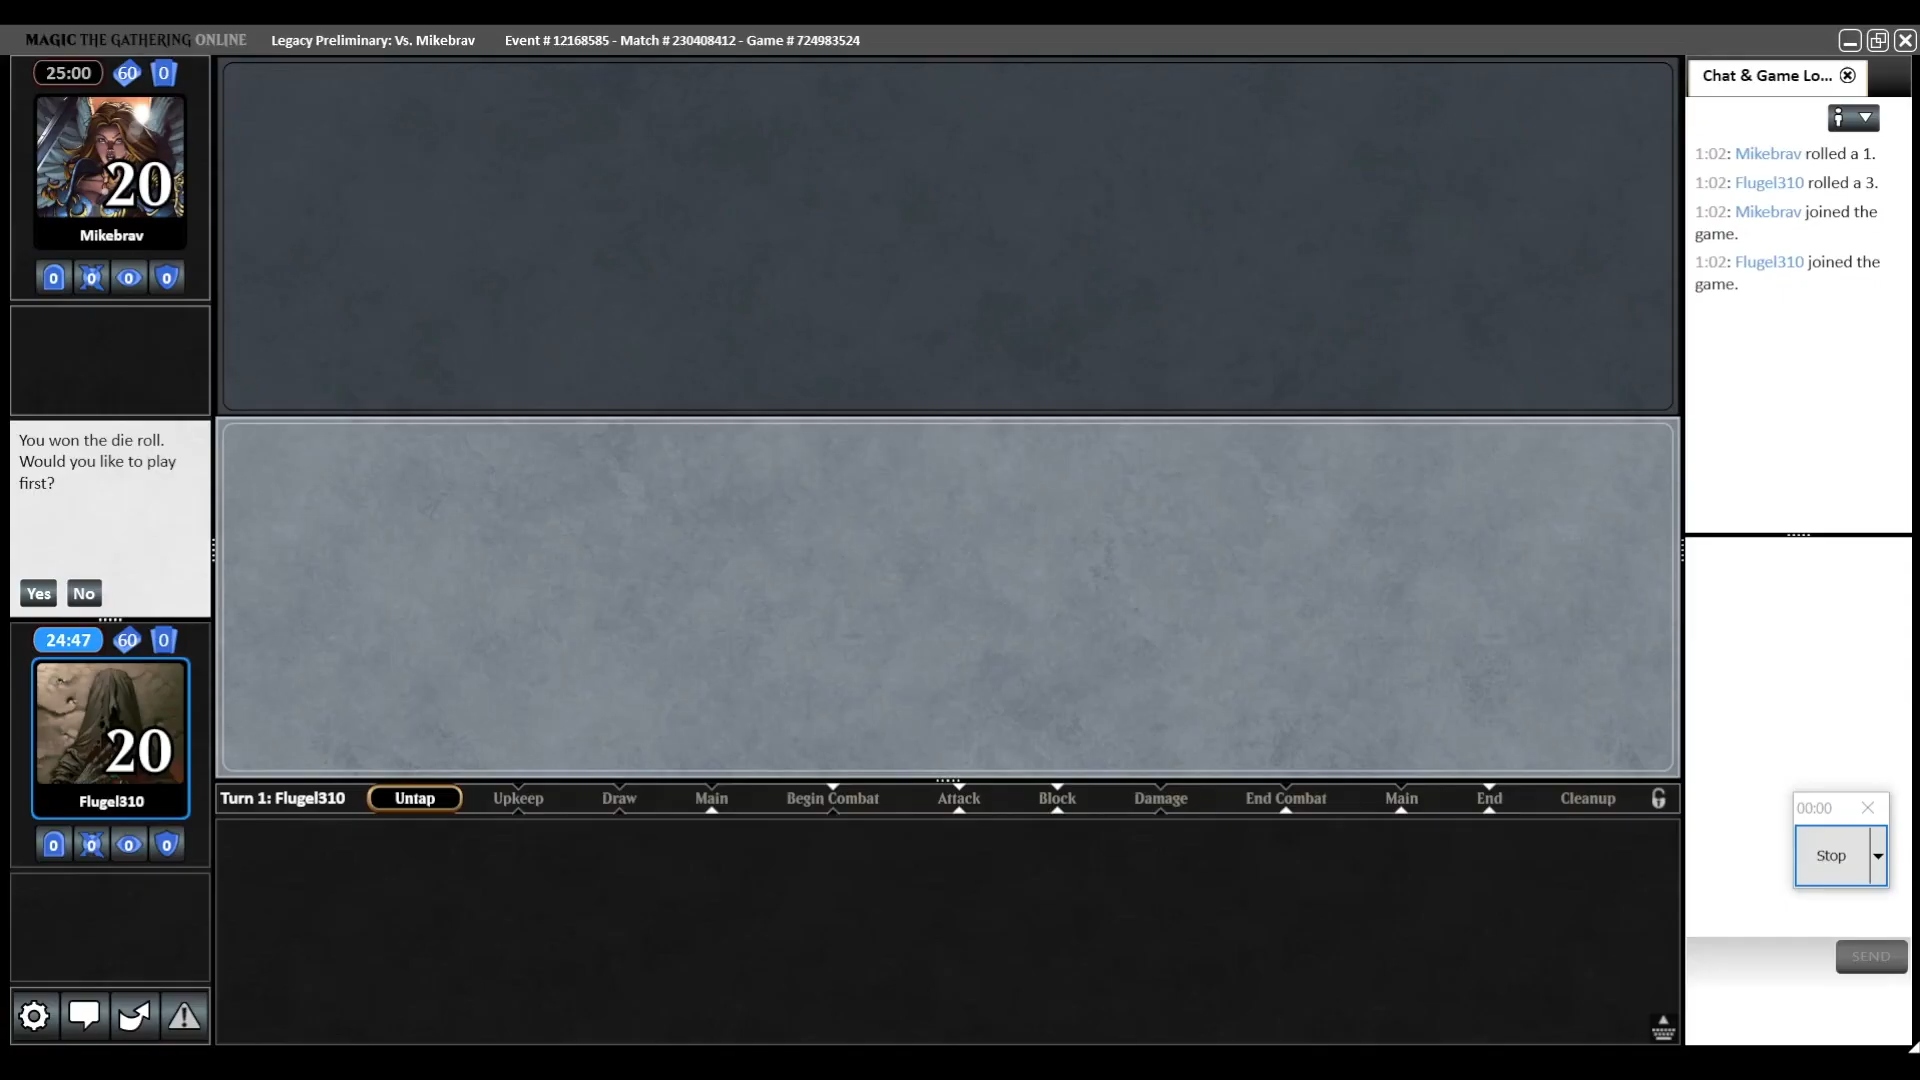 MAGIC THE GATHERING ONLINE
Legacy Preliminary: Vs. Mikebrav
Event # 12168585 - Match # 230408412 - Game # 724983524
25:00 60 0
20
Mikebrav
0 0 0 0
You won the die roll.
Would you like to play
first?
Yes No
24:47 60 0
20
Flugel310
0 0 0 0
Turn 1: Flugel310 Untap Upkeep Draw Main Begin Combat Attack Block Damage End Combat Main End Cleanup
Chat & Game Lo...
1:02: Mikebrav rolled a 1.
1:02: Flugel310 rolled a 3.
1:02: Mikebrav joined the
game.
1:02: Flugel310 joined the
game.
00:00
Stop
SEND